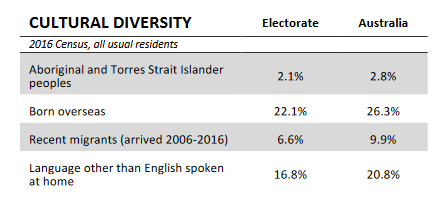 CULTURAL DIVERSITY Electorate Australia
2016 Census, all usual residents
Aboriginal and Torres Strait Islander
peoples 2.1% 2.8%
Born overseas 22.1% 26.3%
Recent migrants (arrived 2006-2016) 6.6% 9.9%
Language other than English spoken
at home 16.8% 20.8%